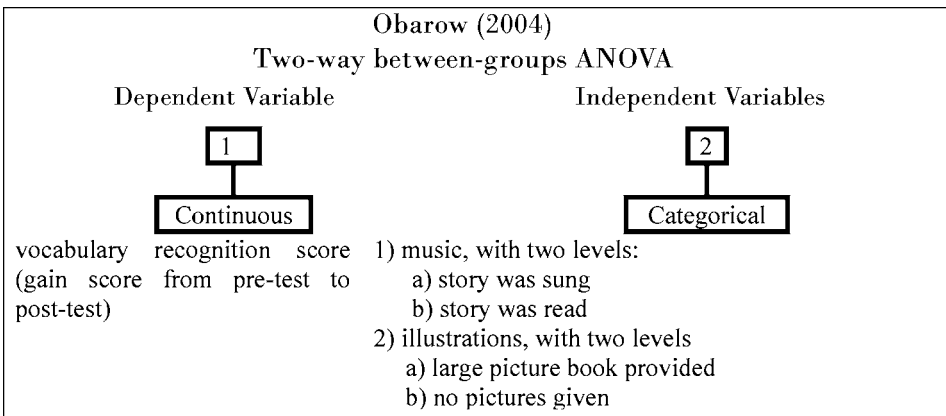 Obarow (2004)
Two-way between-groups ANOVA
Dependent Variable
1
Continuous
vocabulary recognition score
(gain score from pre-test to
post-test)
Independent Variables
2
Categorical
1) music, with two levels:
a) story was sung
b) story was read
2) illustrations, with two levels
a) large picture book provided
b) no pictures given